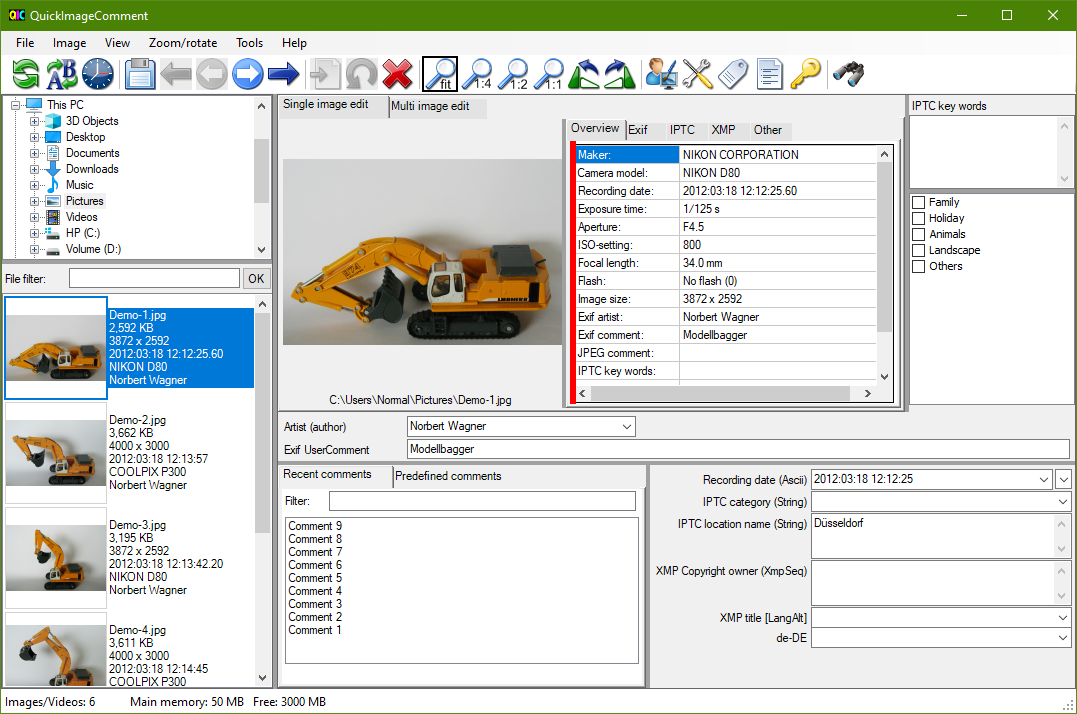 QIC QuickImageComment
File Image View Zoom/rotate Tools Help
fit 1:4 1:2 1:1
This PC
3D Objects
Desktop
Documents
Downloads
Music
Pictures
Videos
HP (C:)
Volume (D:)
File filter: OK
Demo-1.jpg
2,592 KB
3872 x 2592
2012:03:18 12:12:25.60
NIKON D80
Norbert Wagner
Demo-2.jpg
3,662 KB
4000 x 3000
2012:03:18 12:13:57
COOLPIX P300
Norbert Wagner
Demo-3.jpg
3,195 KB
3872 x 2592
2012:03:18 12:13:42.20
NIKON D80
Norbert Wagner
Demo-4.jpg
3,611 KB
4000 x 3000
2012:03:18 12:14:45
COOLPIX P300
Single image edit Multi image edit
974
LIEBHERR
C:\Users\Normal\Pictures\Demo-1.jpg
Overview Exif IPTC XMP Other
Maker: NIKON CORPORATION
Camera model: NIKON D80
Recording date: 2012:03:18 12:12:25.60
Exposure time: 1/125 s
Aperture: F4.5
ISO-setting: 800
Focal length: 34.0 mm
Flash: No flash (0)
Image size: 3872 x 2592
Exif artist: Norbert Wagner
Exif comment: Modellbagger
JPEG comment:
IPTC key words:
IPTC key words
Family
Holiday
Animals
Landscape
Others
Artist (author) Norbert Wagner
Exif UserComment Modellbagger
Recent comments Predefined comments
Filter:
Comment 9
Comment 8
Comment 7
Comment 6
Comment 5
Comment 4
Comment 3
Comment 2
Comment 1
Recording date (Ascii) 2012:03:18 12:12:25
IPTC category (String)
IPTC location name (String) Düsseldorf
XMP Copyright owner (XmpSeq)
XMP title [LangAlt]
de-DE
Images/Videos: 6 Main memory: 50 MB Free: 3000 MB